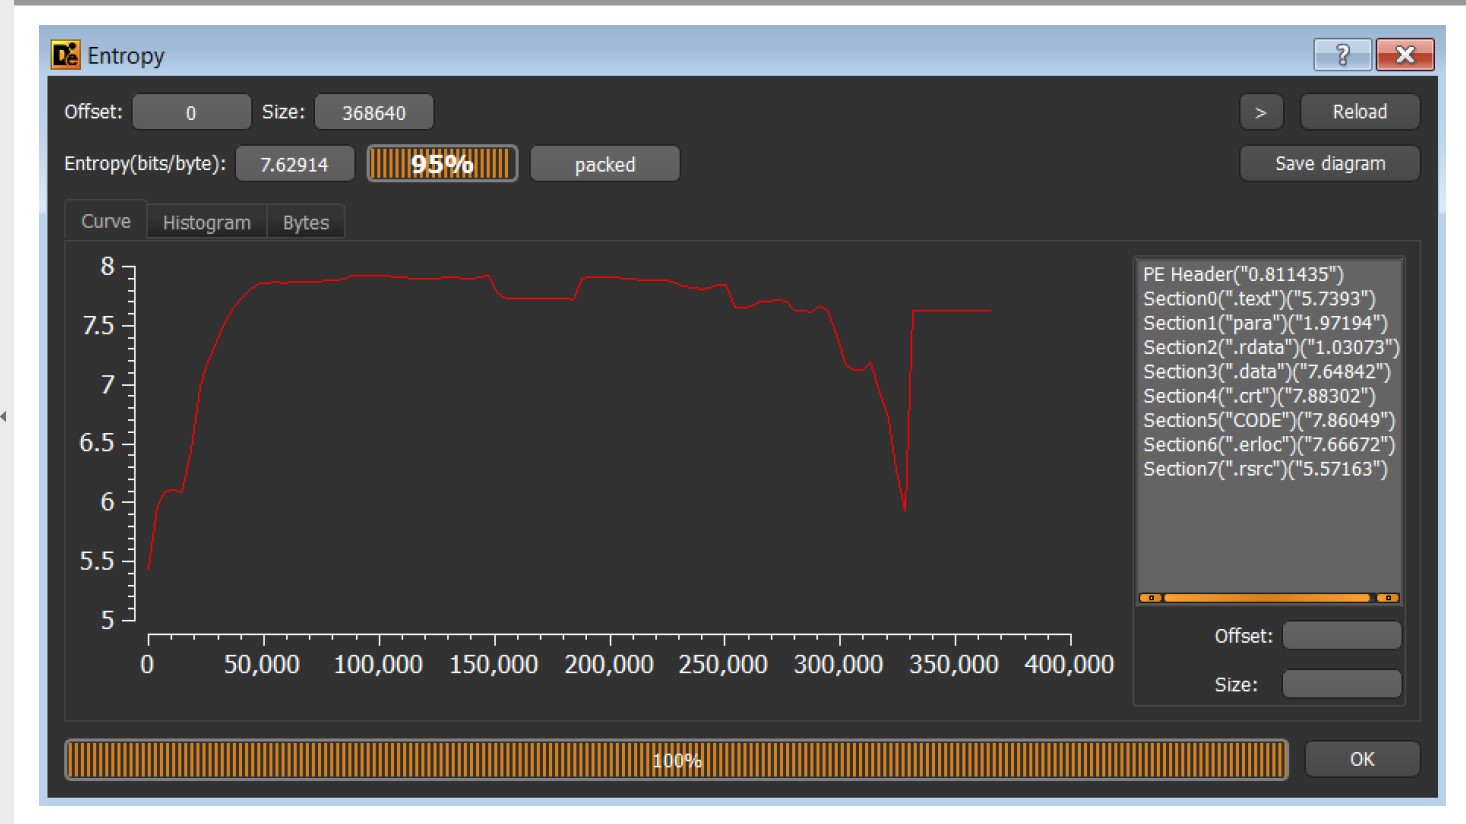 De Entropy
Offset: 0 Size: 368640 > Reload
Entropy(bits/byte): 7.62914 95% packed Save diagram
Curve Histogram Bytes
8
7.5
7
6.5
6
5.5
5
0 50,000 100,000 150,000 200,000 250,000 300,000 350,000 400,000
PE Header("0.811435")
Section0(".text")("5.7393")
Section1("para")("1.97194")
Section2(".rdata")("1.03073")
Section3(".data")("7.64842")
Section4(".crt")("7.88302")
Section5("CODE")("7.86049")
Section6(".erloc")("7.66672")
Section7(".rsrc")("5.57163")
Offset:
Size:
100% OK